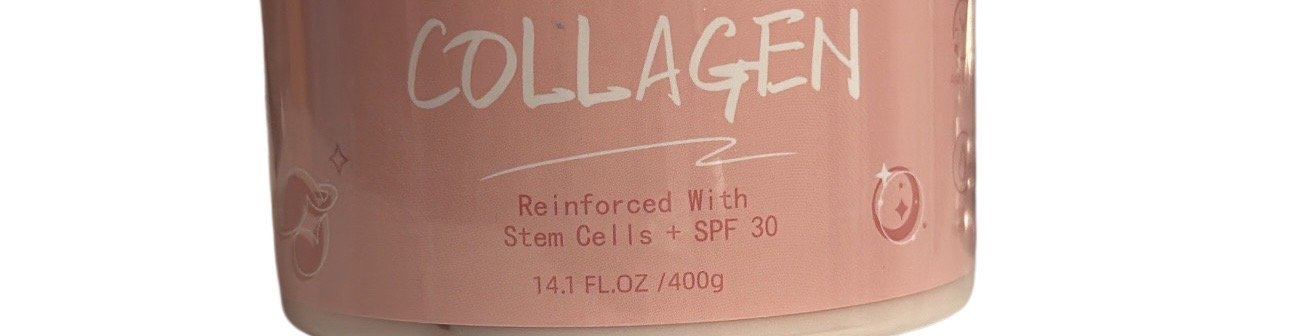 COLLAGEN
Reinforced With
Stem Cells + SPF 30
14.1 FL.OZ /400g